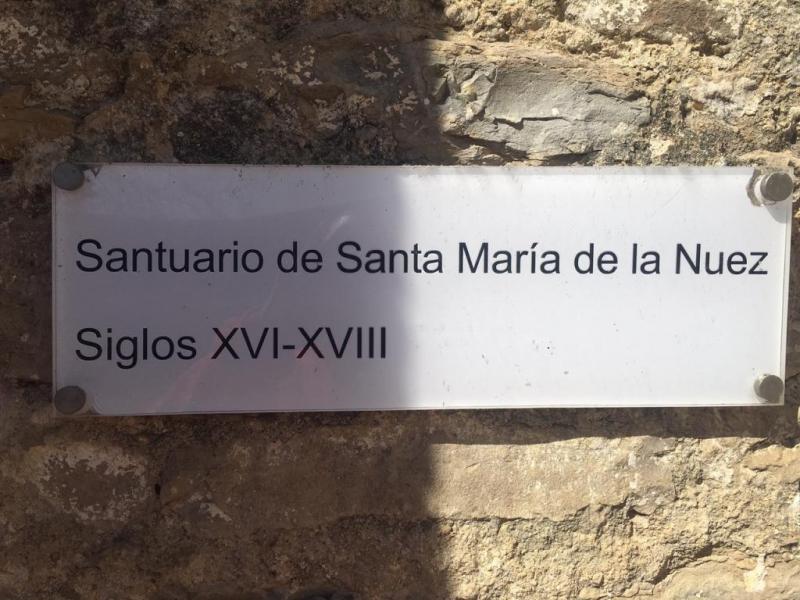 Santuario de Santa María de la Nuez
Siglos XVI-XVIII